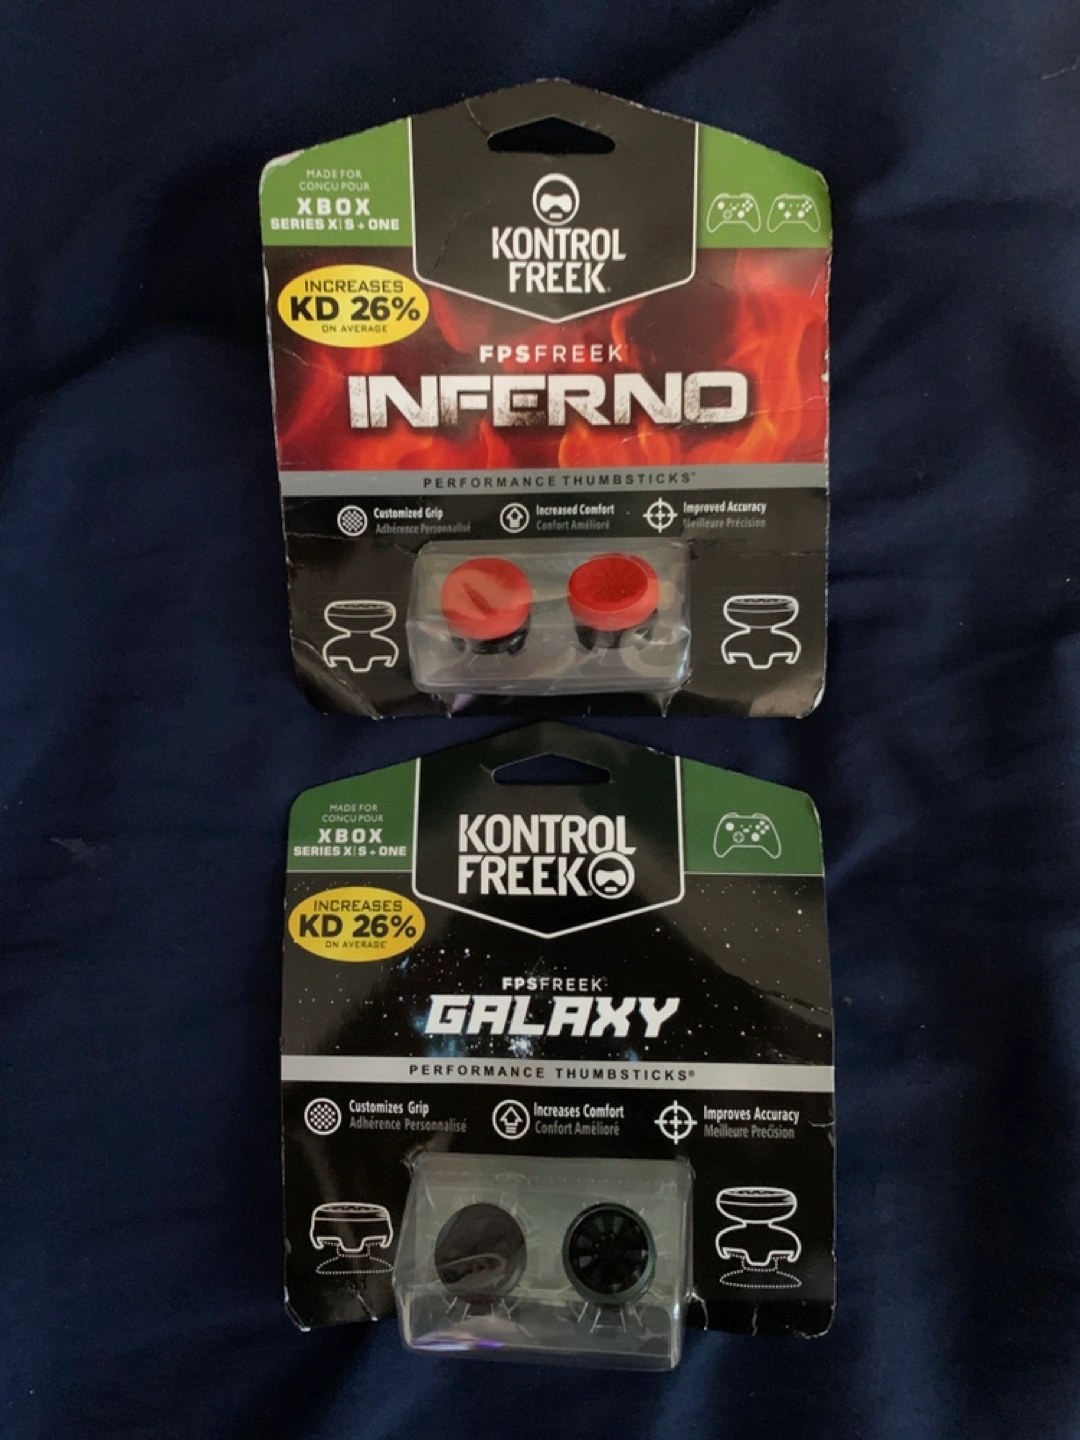 MADE FOR
CONÇU POUR
XBOX
SERIES X|S + ONE
KONTROL
FREEK
INCREASES
KD 26%
ON AVERAGE
FPSFREEK
INFERNO
PERFORMANCE THUMBSTICKS®
Customized Grip
Adhérence Personnalisé
Increased Comfort
Confort Amélioré
Improved Accuracy
Meilleure Précision
MADE FOR
CONÇU POUR
XBOX
SERIES X|S + ONE
KONTROL
FREEK
INCREASES
KD 26%
ON AVERAGE
FPSFREEK
GALAXY
PERFORMANCE THUMBSTICKS®
Customizes Grip
Adhérence Personnalisé
Increases Comfort
Confort Amélioré
Improves Accuracy
Meilleure Précision